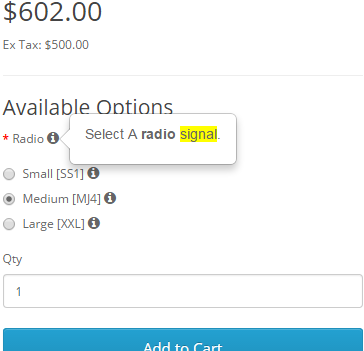 $602.00
Ex Tax: $500.00
Available Options
* Radio
Select A radio signal.
Small [SS1]
Medium [MJ4]
Large [XXL]
Qty
1
Add to Cart